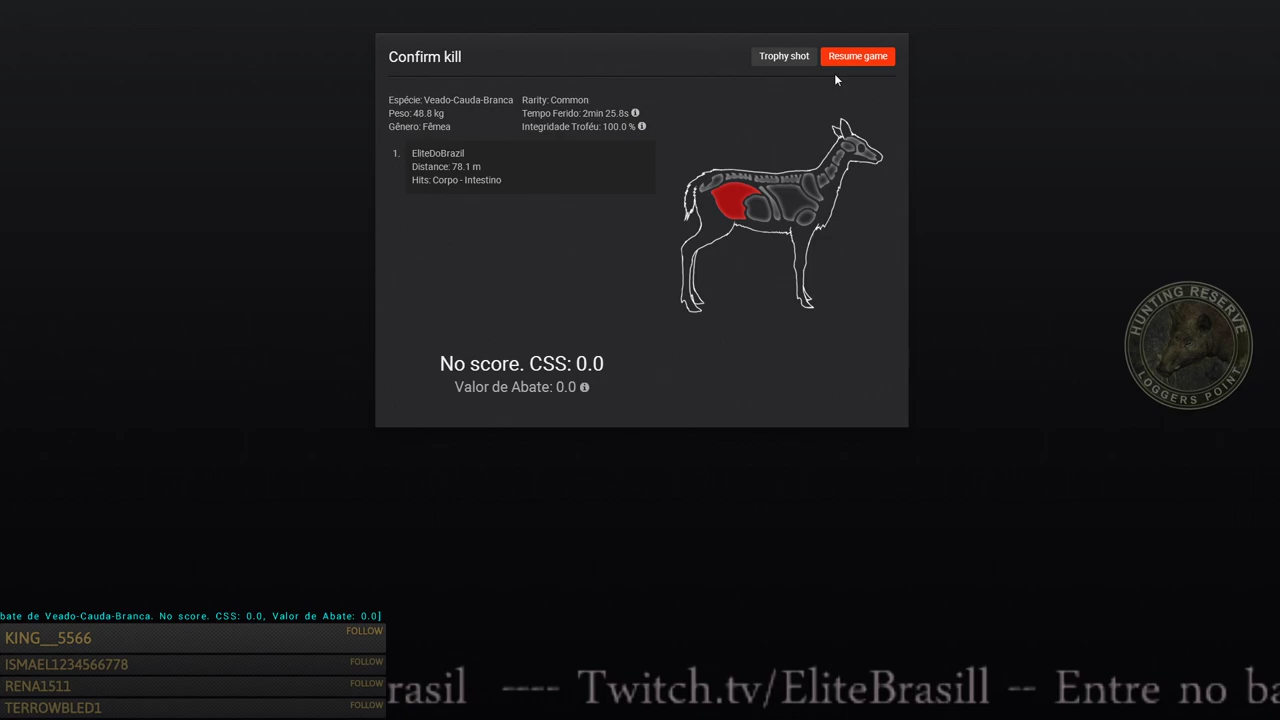 Confirm kill
Trophy shot
Resume game
Espécie: Veado-Cauda-Branca
Rarity: Common
Peso: 48.8 kg
Tempo Ferido: 2min 25.8s
Gênero: Fêmea
Integridade Troféu: 100.0 %
1. EliteDoBrazil
Distance: 78.1 m
Hits: Corpo - Intestino
No score. CSS: 0.0
Valor de Abate: 0.0
HUNTING RESERVE
LOGGERS POINT
bate de Veado-Cauda-Branca. No score. CSS: 0.0, Valor de Abate: 0.0]
KING__5566 FOLLOW
ISMAEL1234566778 FOLLOW
RENA1511 FOLLOW
TERROWBLED1 FOLLOW
rasil ---- Twitch.tv/EliteBrasill -- Entre no ba